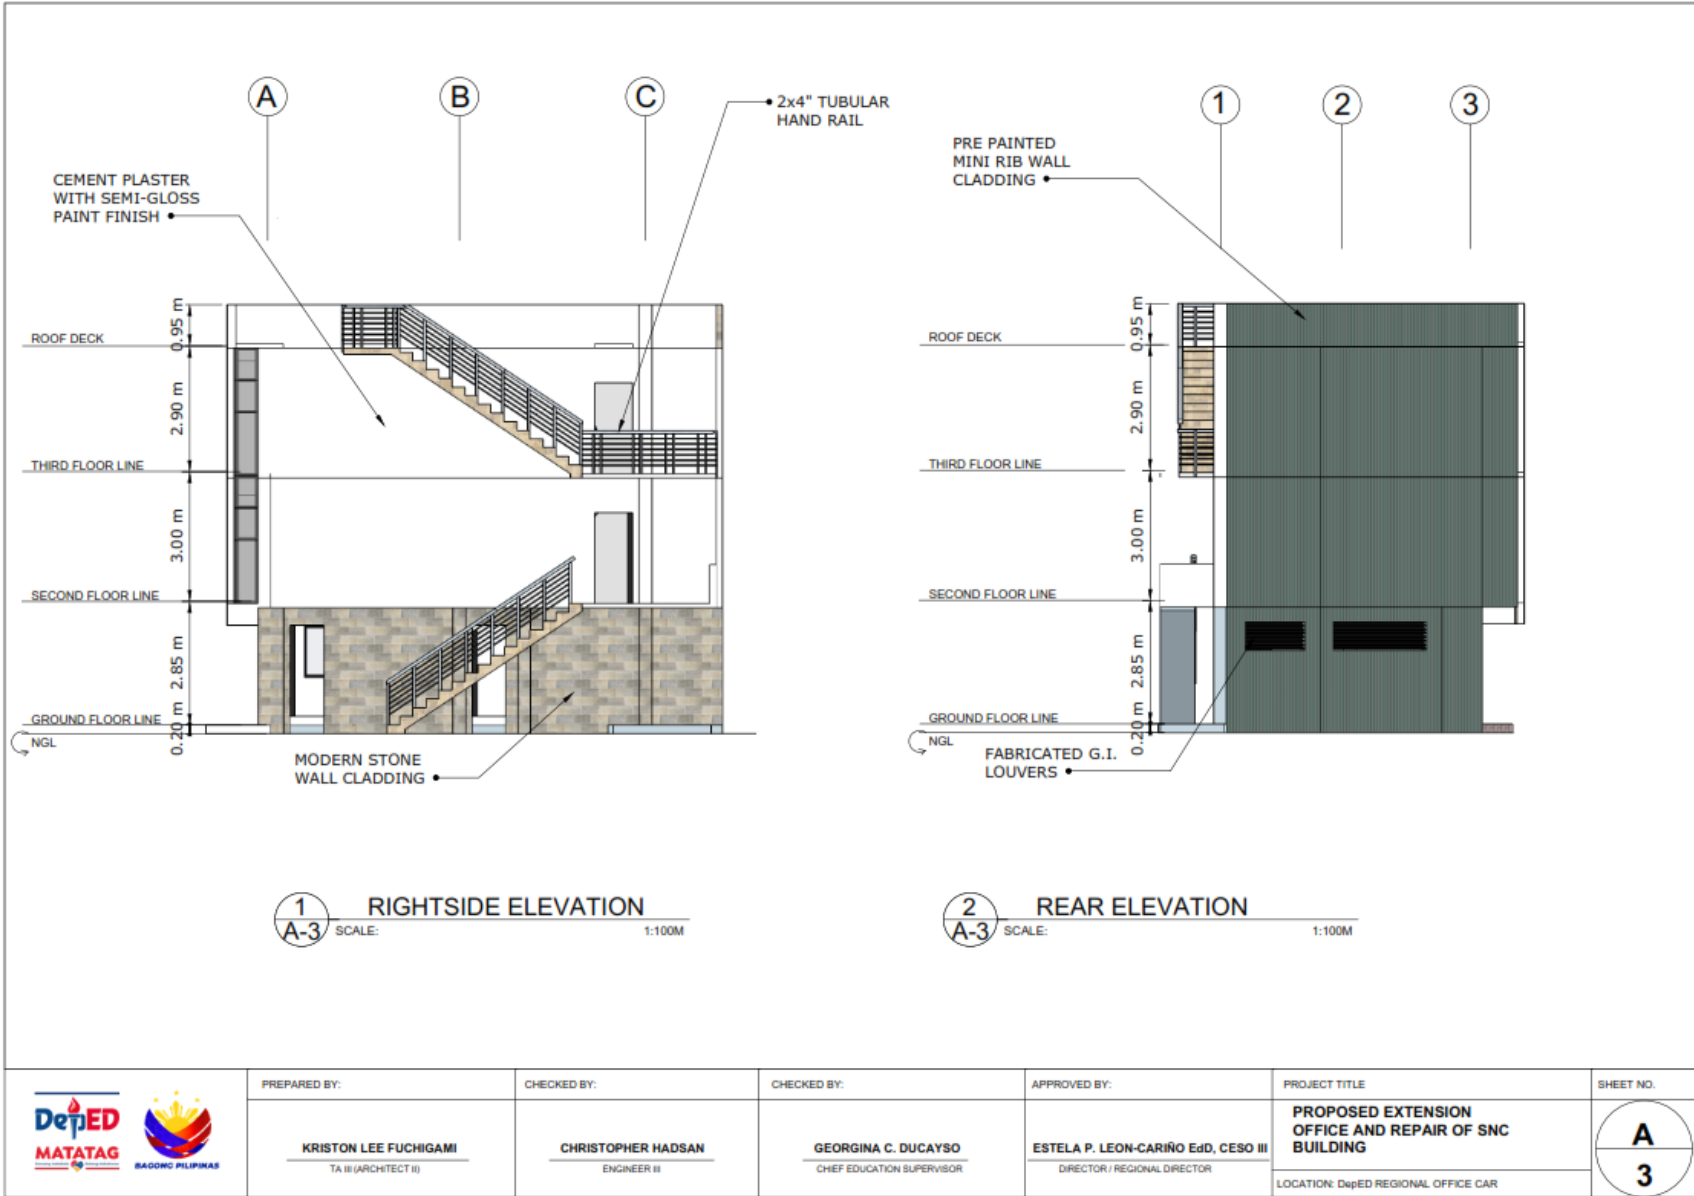 A
B
C
2x4" TUBULAR
HAND RAIL
CEMENT PLASTER
WITH SEMI-GLOSS
PAINT FINISH
ROOF DECK
THIRD FLOOR LINE
SECOND FLOOR LINE
GROUND FLOOR LINE
NGL
0.95 m
2.90 m
3.00 m
2.85 m
0.20 m
MODERN STONE
WALL CLADDING
1
A-3
RIGHTSIDE ELEVATION
SCALE:
1:100M
1
2
3
PRE PAINTED
MINI RIB WALL
CLADDING
ROOF DECK
THIRD FLOOR LINE
SECOND FLOOR LINE
GROUND FLOOR LINE
NGL
0.95 m
2.90 m
3.00 m
2.85 m
0.20 m
FABRICATED G.I.
LOUVERS
2
A-3
REAR ELEVATION
SCALE:
1:100M
DepED
MATATAG
BAGONG PILIPINAS
PREPARED BY:
KRISTON LEE FUCHIGAMI
TA III (ARCHITECT II)
CHECKED BY:
CHRISTOPHER HADSAN
ENGINEER III
CHECKED BY:
GEORGINA C. DUCAYSO
CHIEF EDUCATION SUPERVISOR
APPROVED BY:
ESTELA P. LEON-CARIÑO EdD, CESO III
DIRECTOR / REGIONAL DIRECTOR
PROJECT TITLE
PROPOSED EXTENSION
OFFICE AND REPAIR OF SNC
BUILDING
LOCATION: DepED REGIONAL OFFICE CAR
SHEET NO.
A
3